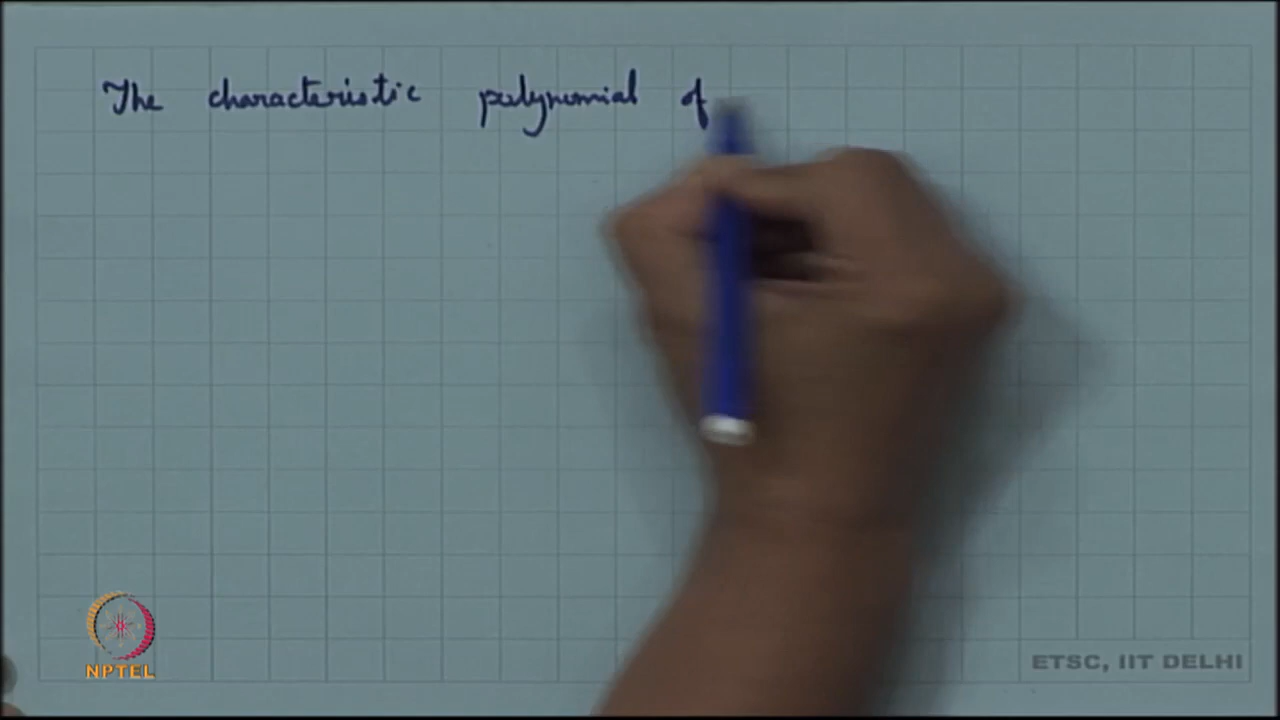 The characteristic polynomial of
NPTEL
ETSC, IIT DELHI